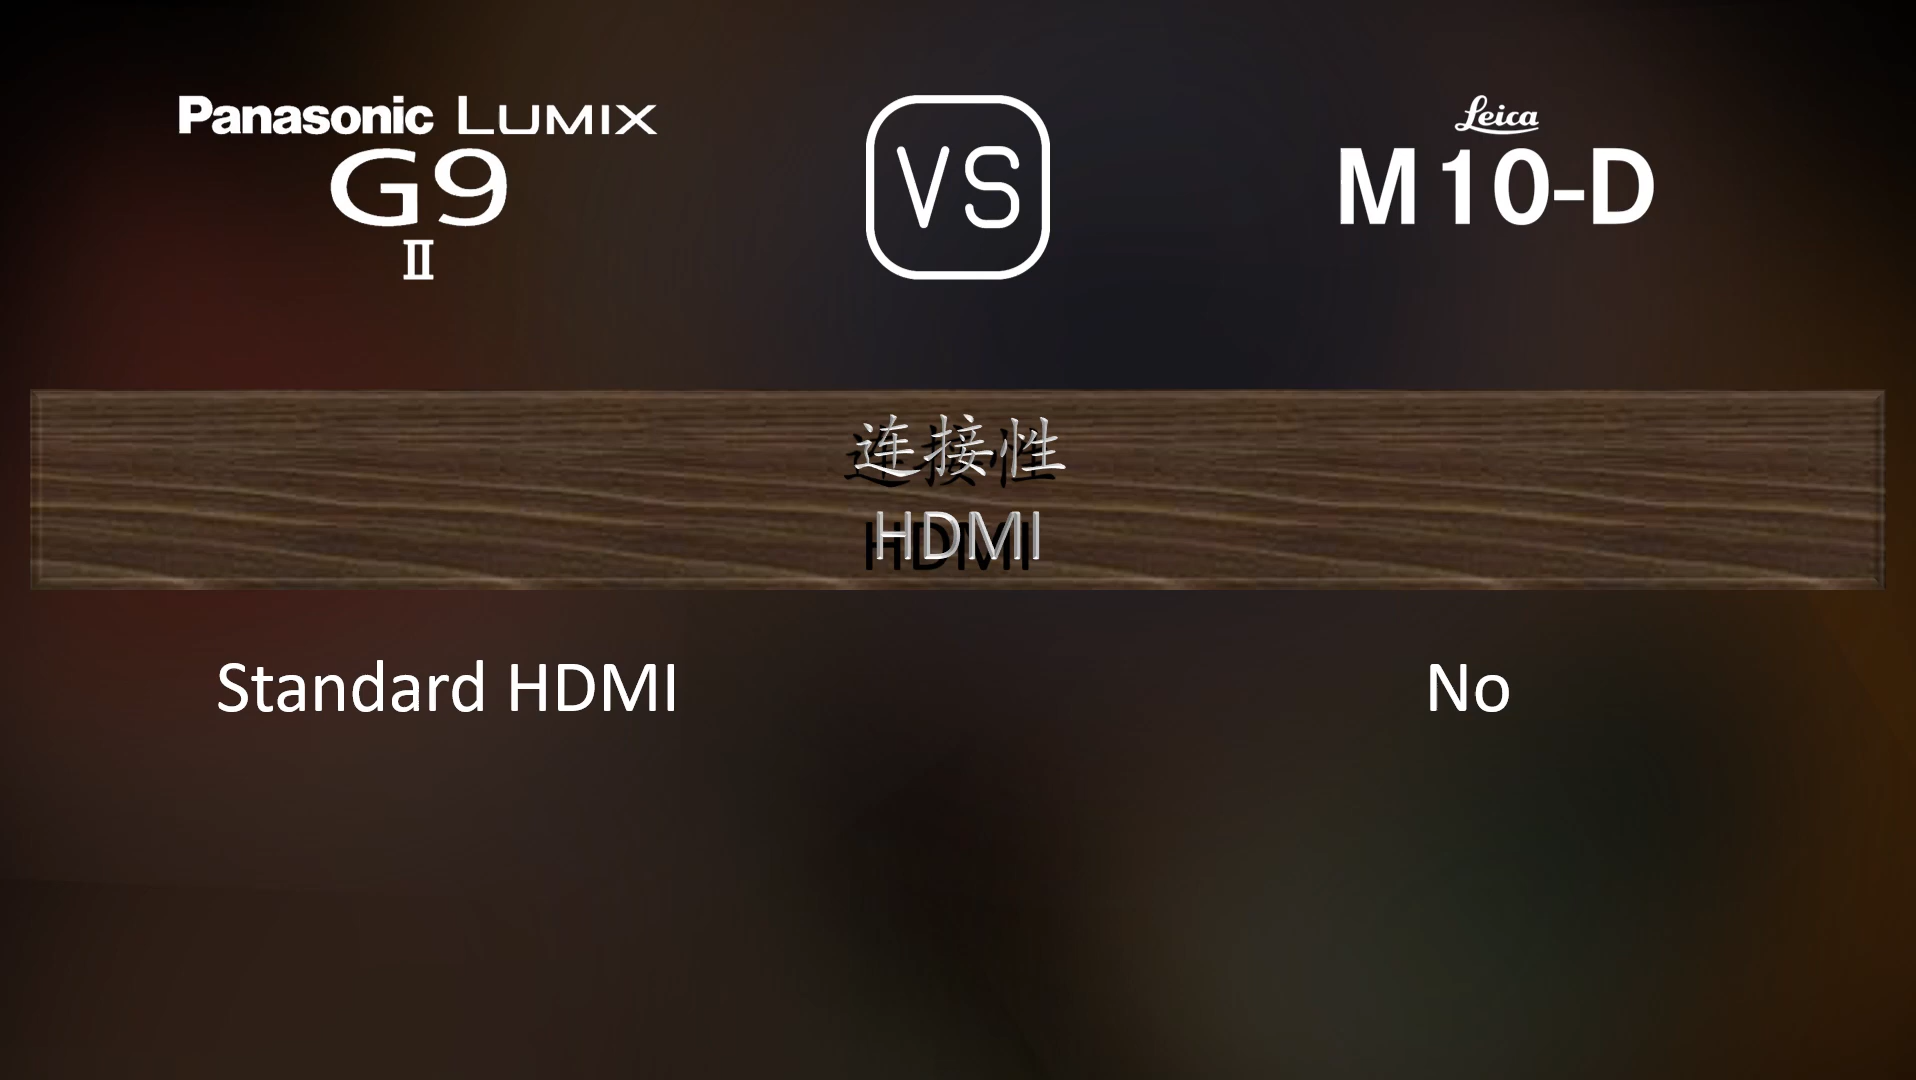 Panasonic LUMIX
G9
II
VS
Leica
M10-D
连接性
HDMI
Standard HDMI
No